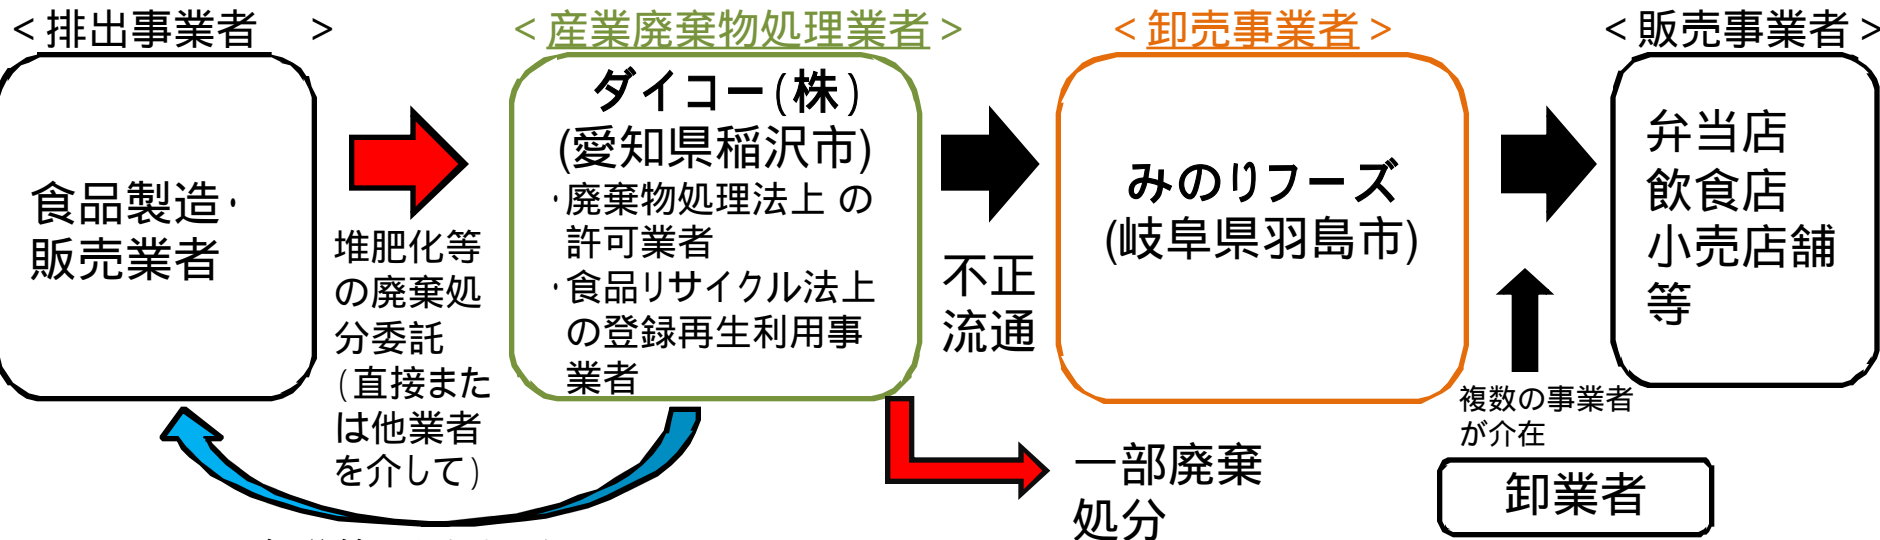 ＜排出事業者　＞
食品製造・
販売業者
堆肥化等
の廃棄処
分委託
(直接また
は他業者
を介して)
＜産業廃棄物処理業者＞
ダイコー(株)
(愛知県稲沢市)
・廃棄物処理法上 の
許可業者
・食品リサイクル法上
の登録再生利用事
業者
不正
流通
一部廃棄
処分
＜卸売事業者＞
みのりフーズ
(岐阜県羽島市)
複数の事業者
が介在
卸業者
＜販売事業者＞
弁当店
飲食店
小売店舗
等